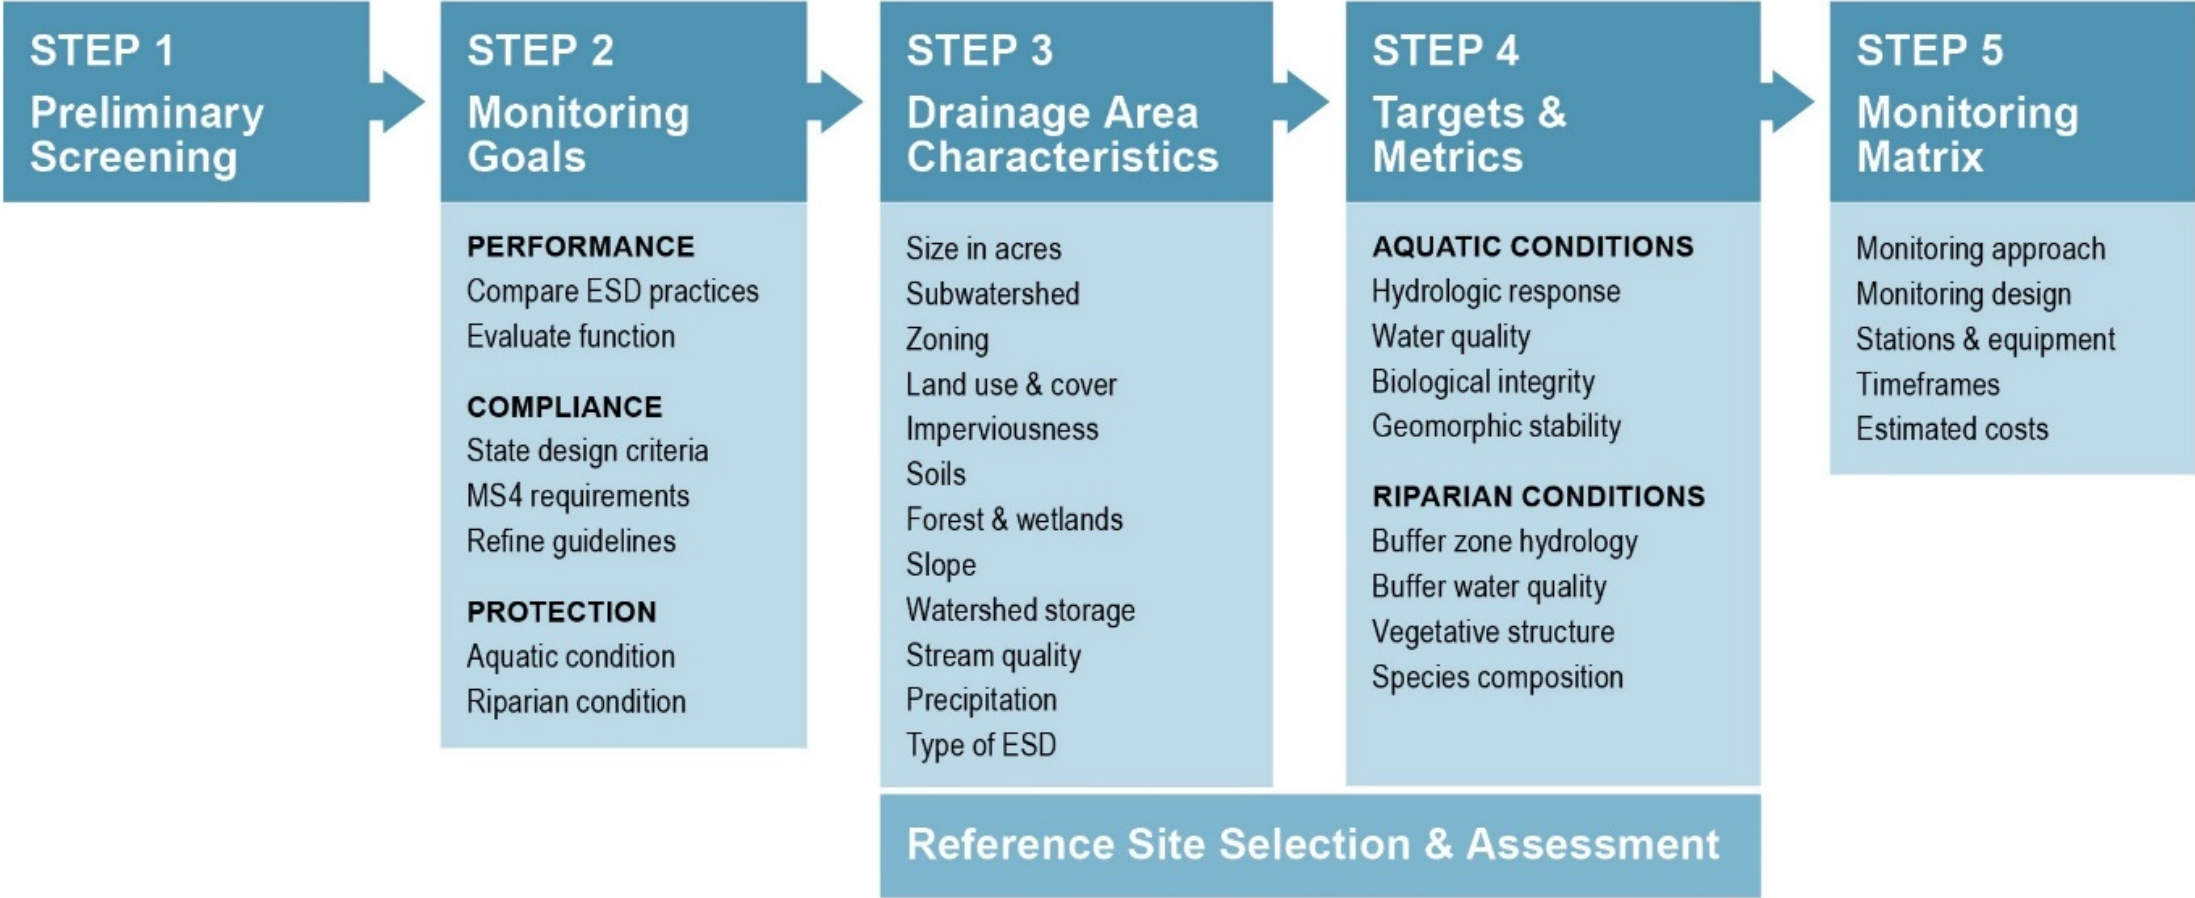 STEP 1
Preliminary
Screening
STEP 2
Monitoring
Goals
PERFORMANCE
Compare ESD practices
Evaluate function
COMPLIANCE
State design criteria
MS4 requirements
Refine guidelines
PROTECTION
Aquatic condition
Riparian condition
STEP 3
Drainage Area
Characteristics
Size in acres
Subwatershed
Zoning
Land use & cover
Imperviousness
Soils
Forest & wetlands
Slope
Watershed storage
Stream quality
Precipitation
Type of ESD
STEP 4
Targets &
Metrics
AQUATIC CONDITIONS
Hydrologic response
Water quality
Biological integrity
Geomorphic stability
RIPARIAN CONDITIONS
Buffer zone hydrology
Buffer water quality
Vegetative structure
Species composition
Reference Site Selection & Assessment
STEP 5
Monitoring
Matrix
Monitoring approach
Monitoring design
Stations & equipment
Timeframes
Estimated costs